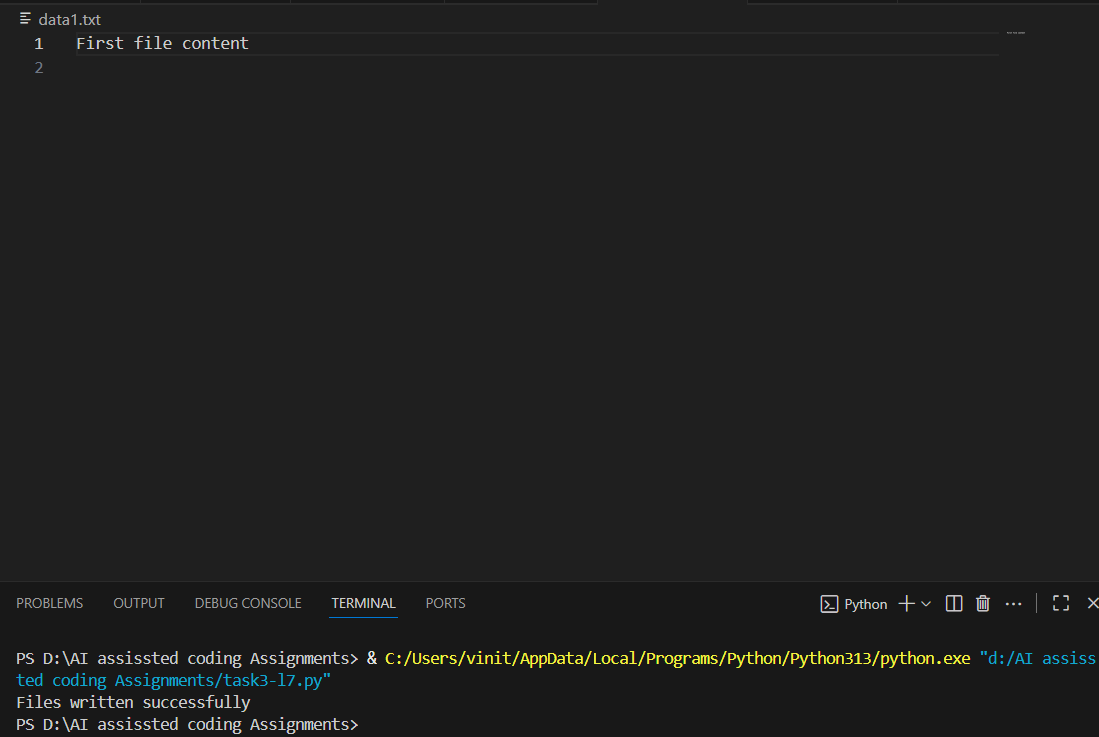 data1.txt
1 First file content
2
PROBLEMS OUTPUT DEBUG CONSOLE TERMINAL PORTS Python
PS D:\AI assissted coding Assignments> & C:/Users/vinit/AppData/Local/Programs/Python/Python313/python.exe "d:/AI assiss
ted coding Assignments/task3-l7.py"
Files written successfully
PS D:\AI assissted coding Assignments>